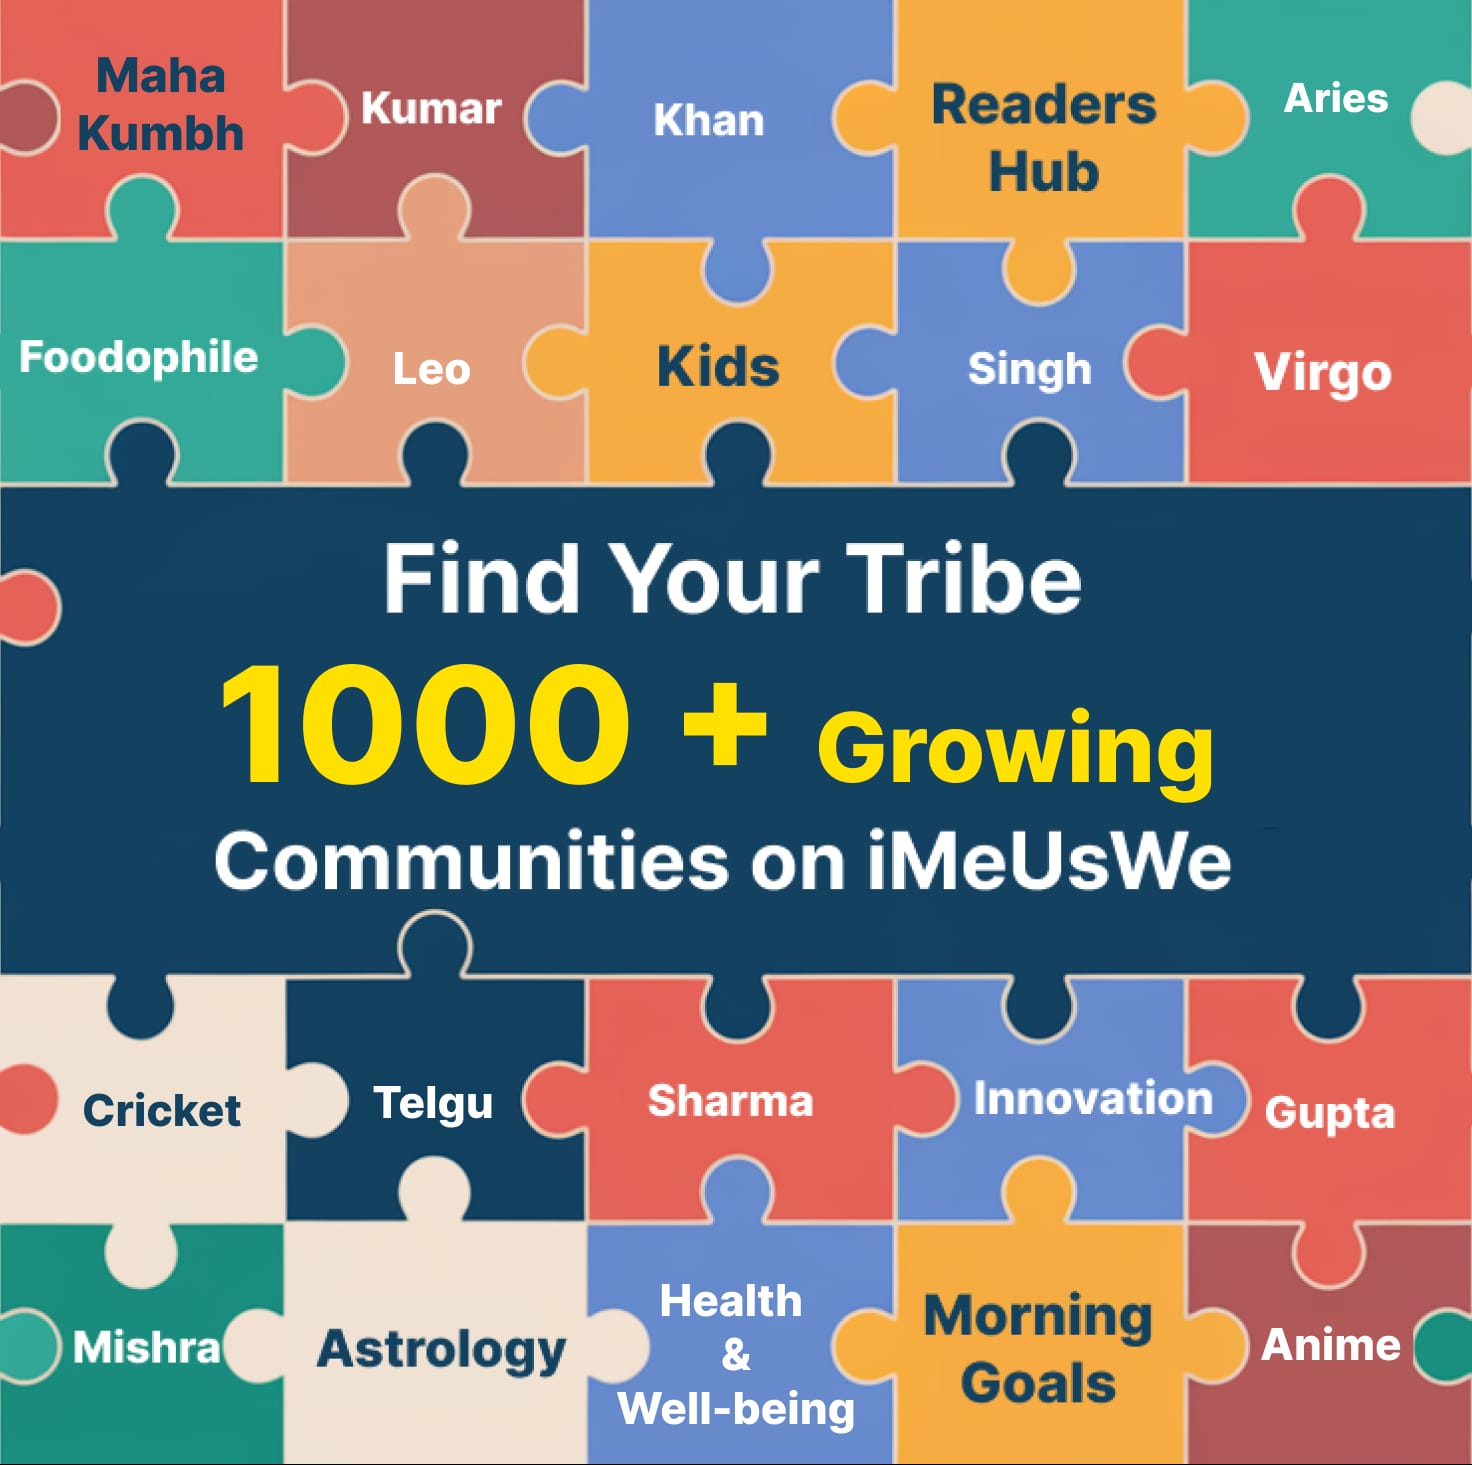 Maha
Kumbh
Kumar
Khan
Readers
Hub
Aries
Foodophile
Leo
Kids
Singh
Virgo
Find Your Tribe
1000 + Growing
Communities on iMeUsWe
Cricket
Telgu
Sharma
Innovation
Gupta
Mishra
Astrology
Health
&
Well-being
Morning
Goals
Anime